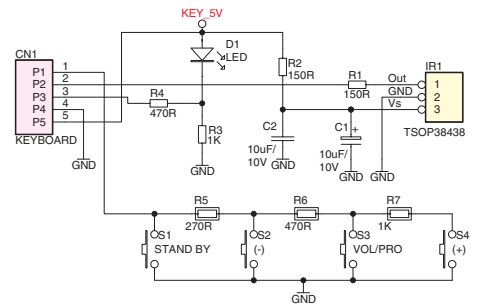 KEY_5V
CN1
P1 1
P2 2
P3 3
P4 4
P5 5
KEYBOARD
GND
R4
470R
D1
LED
R3
1K
GND
R2
150R
C2
10uF/
10V
GND
R1
150R
C1 +
10uF/
10V
GND
GND
IR1
Out 1
GND 2
Vs 3
TSOP38438
R5
270R
R6
470R
R7
1K
S1
STAND BY
S2
(-)
S3
VOL/PRO
S4
(+)
GND